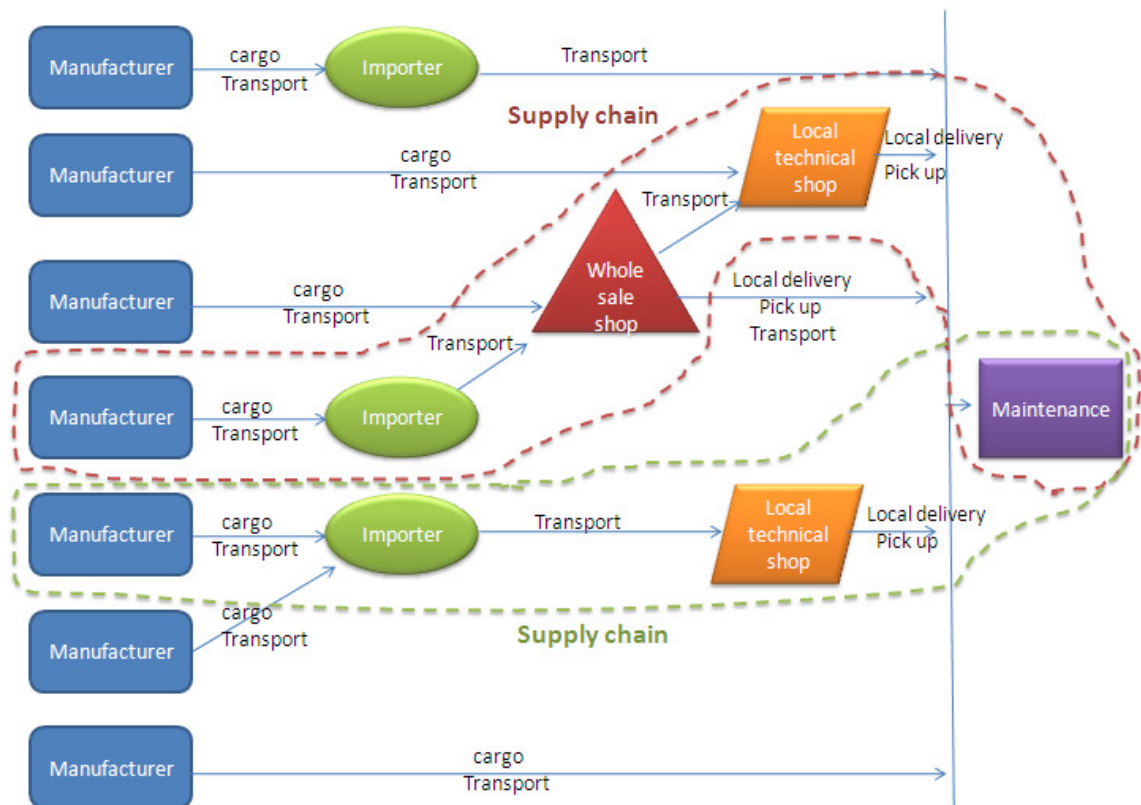 Manufacturer
cargo
Transport
Importer
Transport
Supply chain
Manufacturer
cargo
Transport
Local
technical
shop
Local delivery
Pick up
Transport
Manufacturer
cargo
Transport
Whole
sale
shop
Local delivery
Pick up
Transport
Transport
Manufacturer
cargo
Transport
Importer
Maintenance
Manufacturer
cargo
Transport
Importer
Transport
Local
technical
shop
Local delivery
Pick up
Manufacturer
cargo
Transport
Supply chain
Manufacturer
cargo
Transport